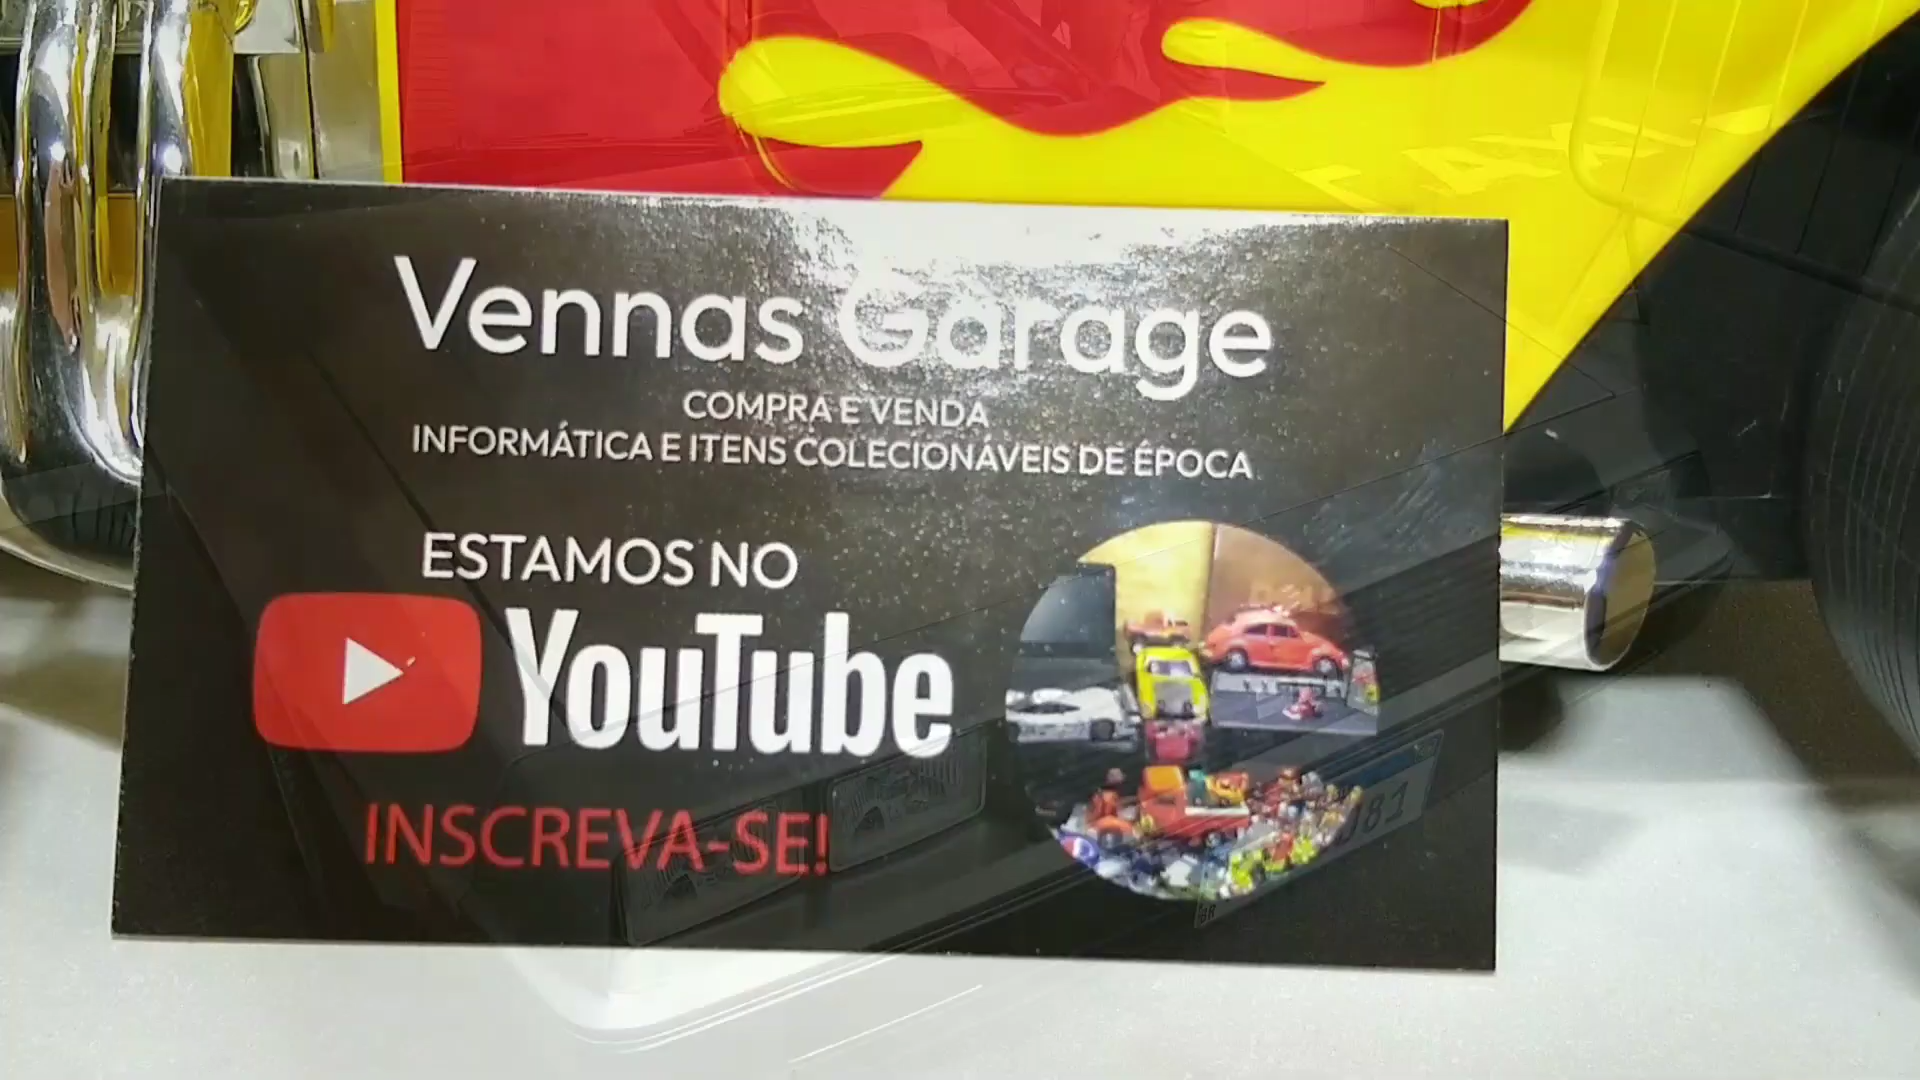 Vennas Garage
COMPRA E VENDA
INFORMÁTICA E ITENS COLECIONÁVEIS DE ÉPOCA
ESTAMOS NO
YouTube
INSCREVA-SE!